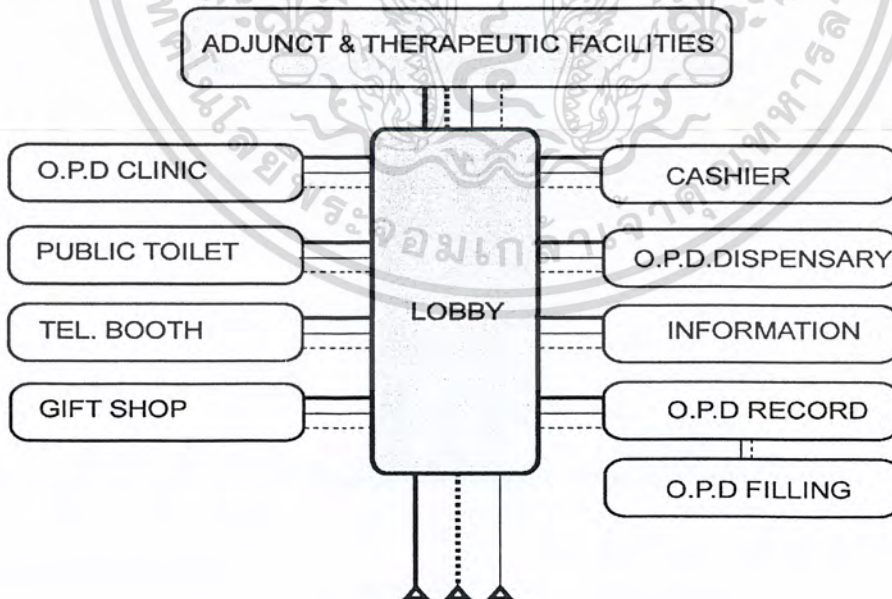 ADJUNCT & THERAPEUTIC FACILITIES
O.P.D CLINIC
PUBLIC TOILET
TEL. BOOTH
GIFT SHOP
LOBBY
CASHIER
O.P.D.DISPENSARY
INFORMATION
O.P.D RECORD
O.P.D FILLING